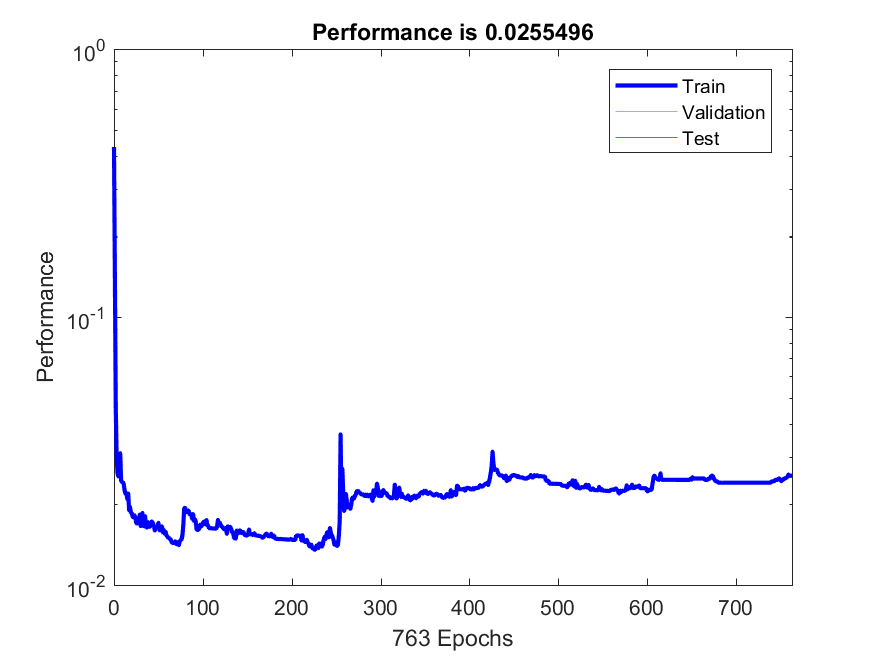 Performance is 0.0255496
10^0
Train
Validation
Test
Performance
10^-1
10^-2
0 100 200 300 400 500 600 700
763 Epochs